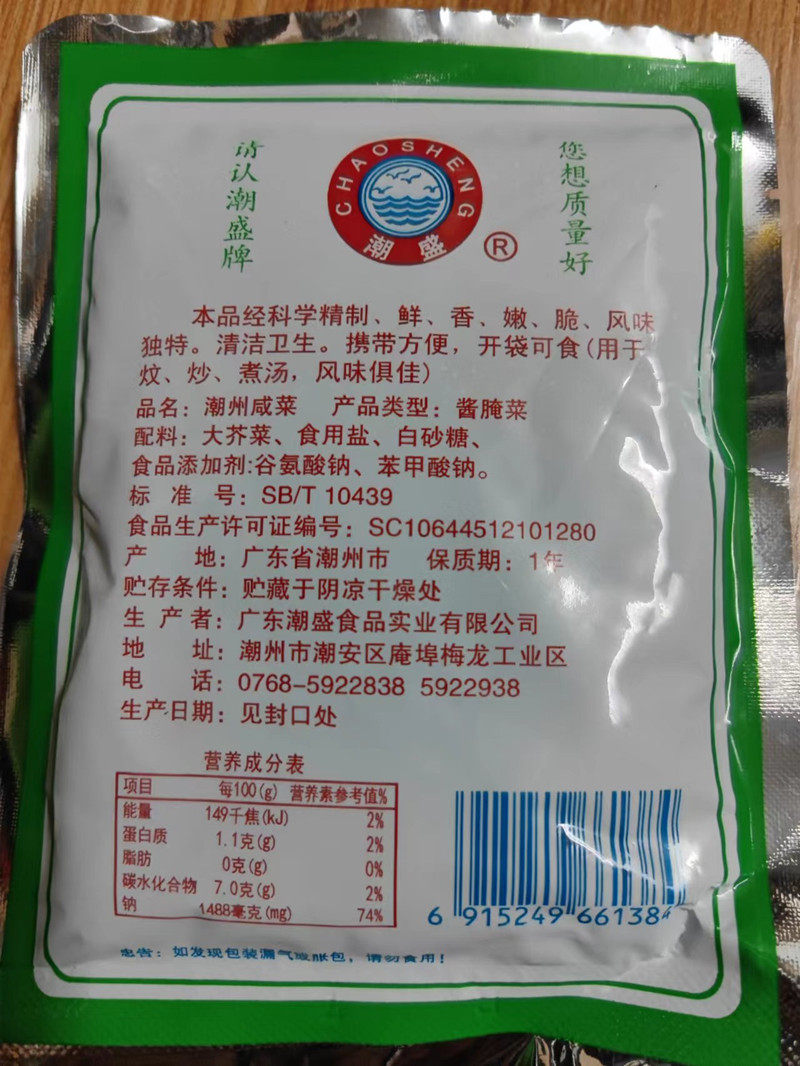 请认潮盛牌
CHAOSHENG
潮盛
®
您想质量好
本品经科学精制、鲜、香、嫩、脆、风味
独特。清洁卫生。携带方便，开袋可食(用于
炆、炒、煮汤，风味俱佳)
品名：潮州咸菜 产品类型：酱腌菜
配料：大芥菜、食用盐、白砂糖、
食品添加剂:谷氨酸钠、苯甲酸钠。
标 准 号：SB/T 10439
食品生产许可证编号：SC10644512101280
产 地：广东省潮州市 保质期：1年
贮存条件：贮藏于阴凉干燥处
生 产 者：广东潮盛食品实业有限公司
地 址：潮州市潮安区庵埠梅龙工业区
电 话：0768-5922838 5922938
生产日期：见封口处
营养成分表
项目 每100(g) 营养素参考值%
能量 149千焦(kJ) 2%
蛋白质 1.1克(g) 2%
脂肪 0克(g) 0%
碳水化合物 7.0克(g) 2%
钠 1488毫克(mg) 74%
6 915249 661384
忠告：如发现包装漏气或胀包，请勿食用！